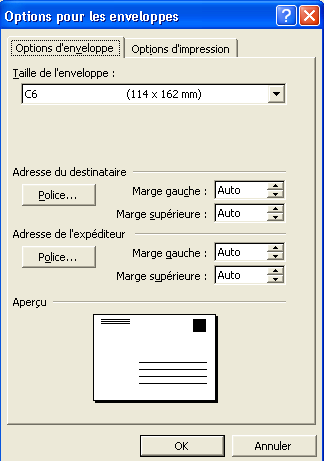 Options pour les enveloppes
Options d'enveloppe Options d'impression
Taille de l'enveloppe :
C6 (114 x 162 mm)
Adresse du destinataire
Police... Marge gauche : Auto
Marge supérieure : Auto
Adresse de l'expéditeur
Police... Marge gauche : Auto
Marge supérieure : Auto
Aperçu
OK Annuler